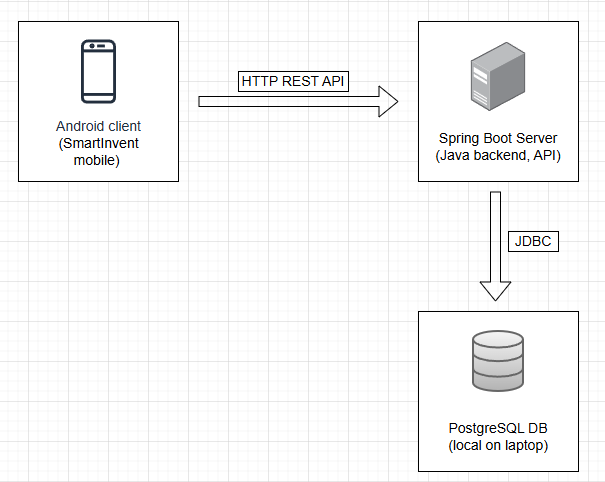 HTTP REST API
Android client
(SmartInvent
mobile)
Spring Boot Server
(Java backend, API)
JDBC
PostgreSQL DB
(local on laptop)